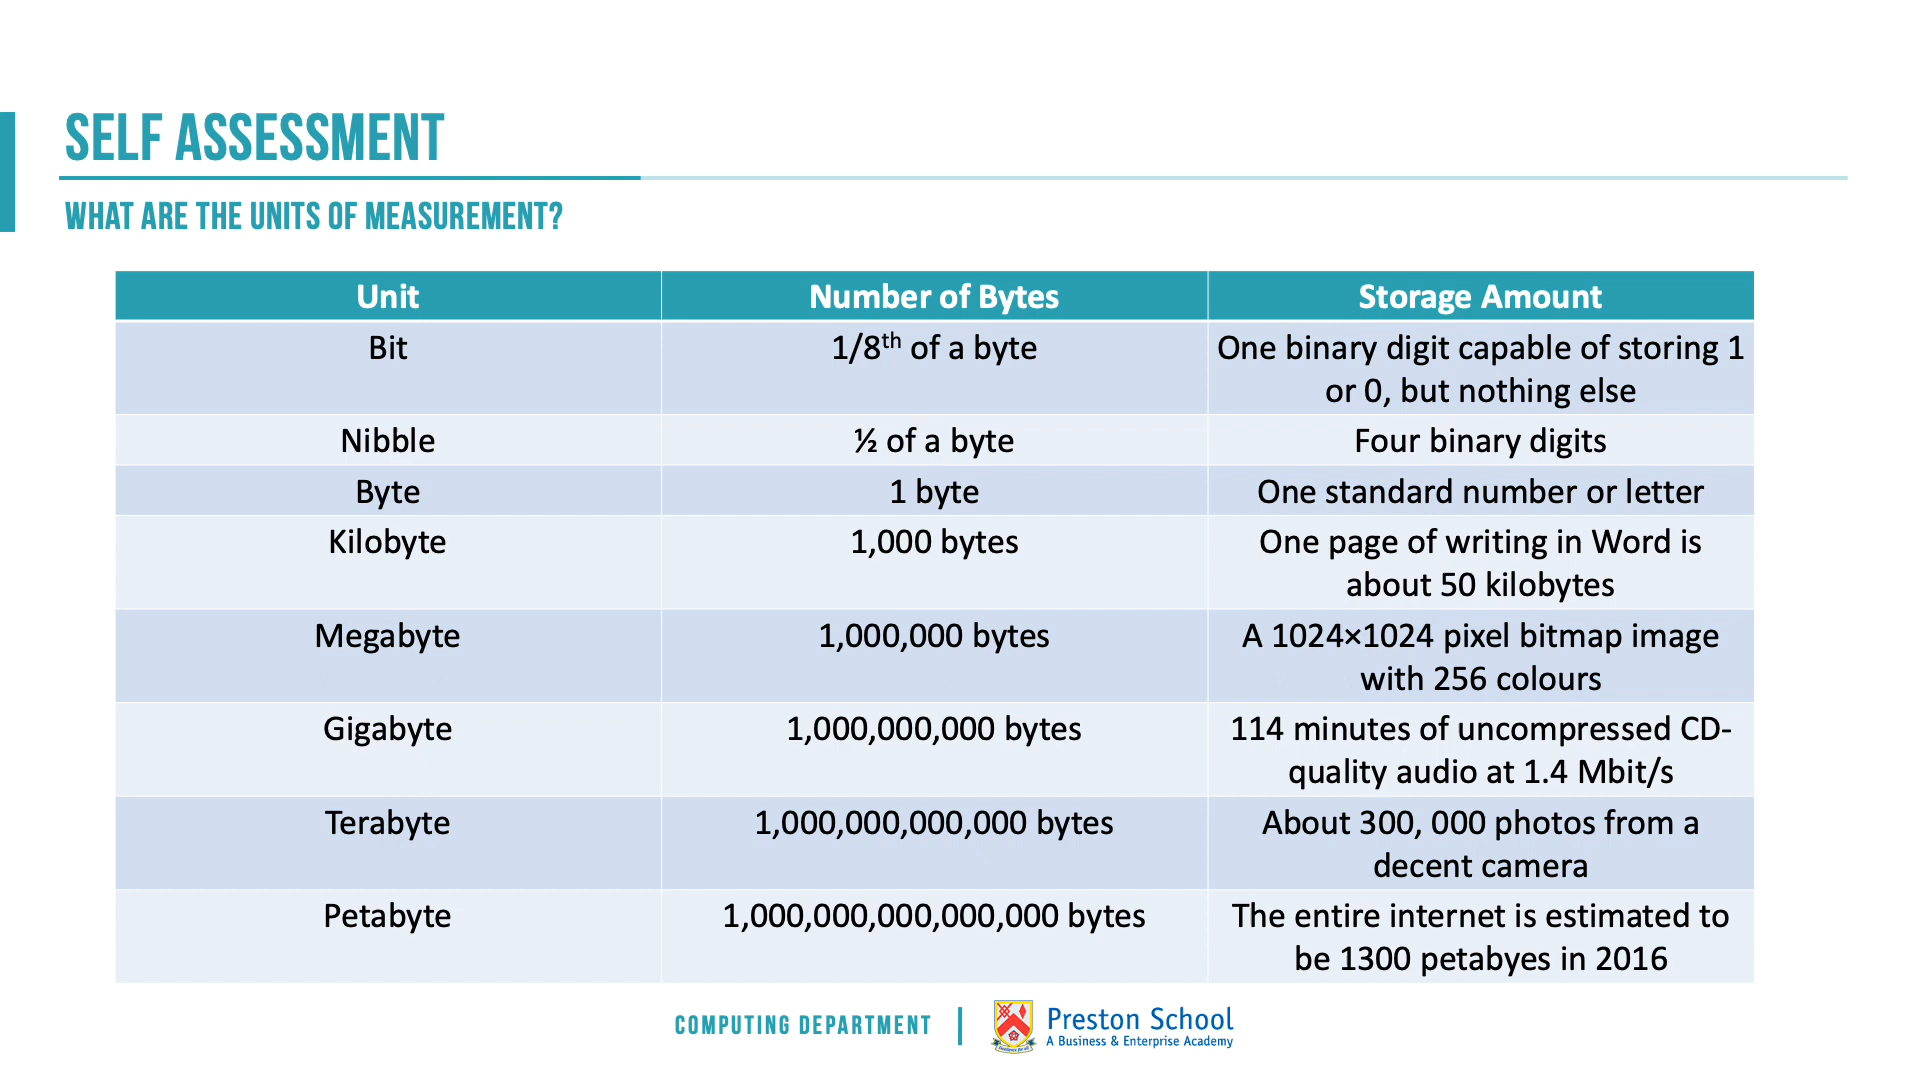 SELF ASSESSMENT
WHAT ARE THE UNITS OF MEASUREMENT?
Unit Number of Bytes Storage Amount
Bit 1/8th of a byte One binary digit capable of storing 1
or 0, but nothing else
Nibble ½ of a byte Four binary digits
Byte 1 byte One standard number or letter
Kilobyte 1,000 bytes One page of writing in Word is
about 50 kilobytes
Megabyte 1,000,000 bytes A 1024×1024 pixel bitmap image
with 256 colours
Gigabyte 1,000,000,000 bytes 114 minutes of uncompressed CD-
quality audio at 1.4 Mbit/s
Terabyte 1,000,000,000,000 bytes About 300, 000 photos from a
decent camera
Petabyte 1,000,000,000,000,000 bytes The entire internet is estimated to
be 1300 petabyes in 2016
COMPUTING DEPARTMENT
Preston School
A Business & Enterprise Academy